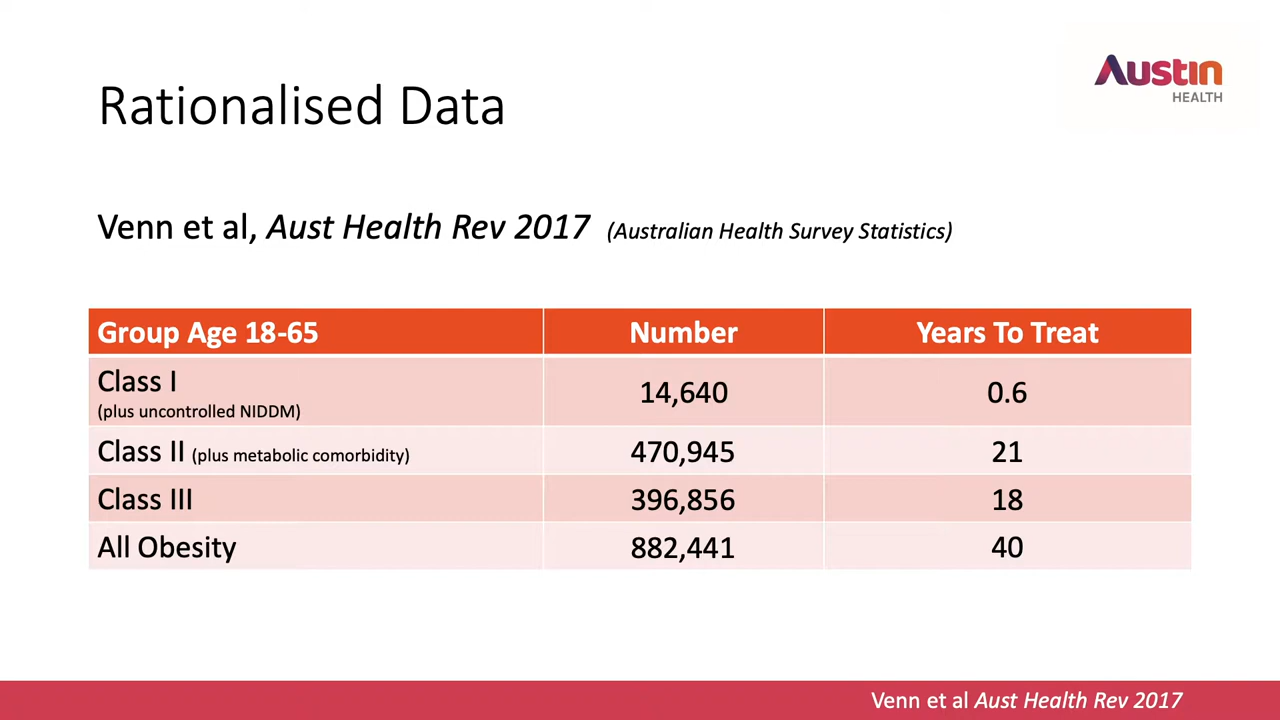 Austin
HEALTH
Rationalised Data
Venn et al, Aust Health Rev 2017 (Australian Health Survey Statistics)
Group Age 18-65 Number Years To Treat
Class I
(plus uncontrolled NIDDM) 14,640 0.6
Class II (plus metabolic comorbidity) 470,945 21
Class III 396,856 18
All Obesity 882,441 40
Venn et al Aust Health Rev 2017